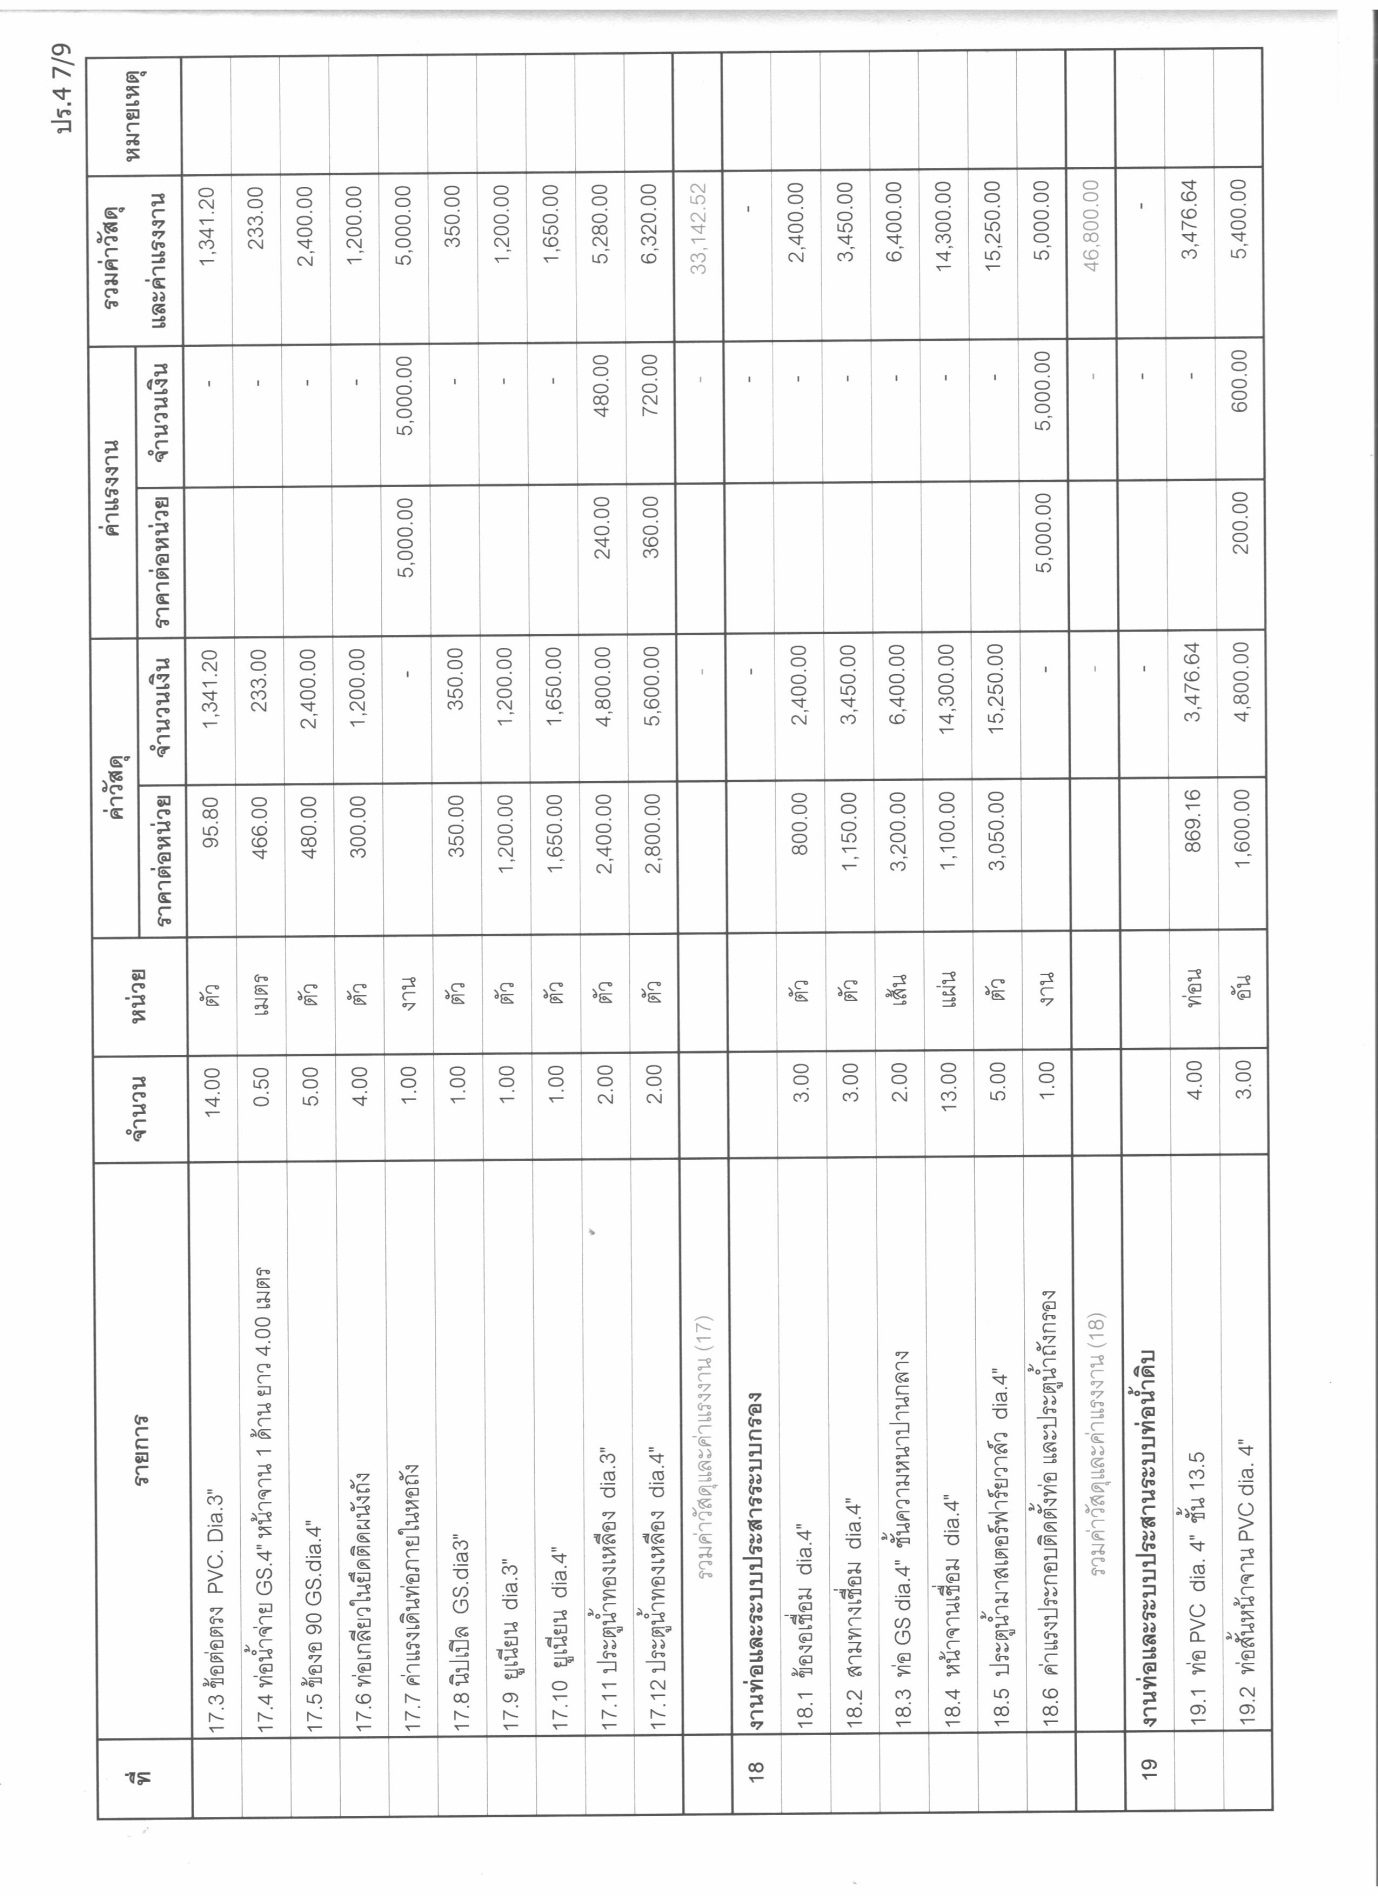 ปร.4 7/9
ที่ รายการ จำนวน หน่วย ค่าวัสดุ ค่าแรงงาน รวมค่าวัสดุ และค่าแรงงาน หมายเหตุ
ราคาต่อหน่วย จำนวนเงิน ราคาต่อหน่วย จำนวนเงิน
17.3 ข้อต่อตรง PVC. Dia.3" 14.00 ตัว 95.80 1,341.20 - 1,341.20
17.4 ท่อน้ำจ่าย GS.4" หน้าจาน 1 ด้าน ยาว 4.00 เมตร 0.50 เมตร 466.00 233.00 - 233.00
17.5 ข้องอ 90 GS.dia.4" 5.00 ตัว 480.00 2,400.00 - 2,400.00
17.6 ท่อเกลียวในยึดติดผนังถัง 4.00 ตัว 300.00 1,200.00 - 1,200.00
17.7 ค่าแรงเดินท่อภายในหอถัง 1.00 งาน - 5,000.00 5,000.00 5,000.00
17.8 นิปเปิล GS.dia3" 1.00 ตัว 350.00 350.00 - 350.00
17.9 ยูเนียน dia.3" 1.00 ตัว 1,200.00 1,200.00 - 1,200.00
17.10 ยูเนียน dia.4" 1.00 ตัว 1,650.00 1,650.00 - 1,650.00
17.11 ประตูน้ำทองเหลือง dia.3" 2.00 ตัว 2,400.00 4,800.00 240.00 480.00 5,280.00
17.12 ประตูน้ำทองเหลือง dia.4" 2.00 ตัว 2,800.00 5,600.00 360.00 720.00 6,320.00
รวมค่าวัสดุและค่าแรงงาน (17) - - 33,142.52
18 งานท่อและระบบประสารระบบกรอง - - -
18.1 ข้องอเชื่อม dia.4" 3.00 ตัว 800.00 2,400.00 - 2,400.00
18.2 สามทางเชื่อม dia.4" 3.00 ตัว 1,150.00 3,450.00 - 3,450.00
18.3 ท่อ GS dia.4" ชั้นความหนาปานกลาง 2.00 เส้น 3,200.00 6,400.00 - 6,400.00
18.4 หน้าจานเชื่อม dia.4" 13.00 แผ่น 1,100.00 14,300.00 - 14,300.00
18.5 ประตูน้ำมาสเตอร์ฟาร์ยวาล์ว dia.4" 5.00 ตัว 3,050.00 15,250.00 - 15,250.00
18.6 ค่าแรงประกอบติดตั้งท่อ และประตูน้ำถังกรอง 1.00 งาน - 5,000.00 5,000.00 5,000.00
รวมค่าวัสดุและค่าแรงงาน (18) - - 46,800.00
19 งานท่อและระบบประสานระบบท่อน้ำดิบ - - -
19.1 ท่อ PVC dia. 4" ชั้น 13.5 4.00 ท่อน 869.16 3,476.64 - 3,476.64
19.2 ท่อสั้นหน้าจาน PVC dia. 4" 3.00 อัน 1,600.00 4,800.00 200.00 600.00 5,400.00